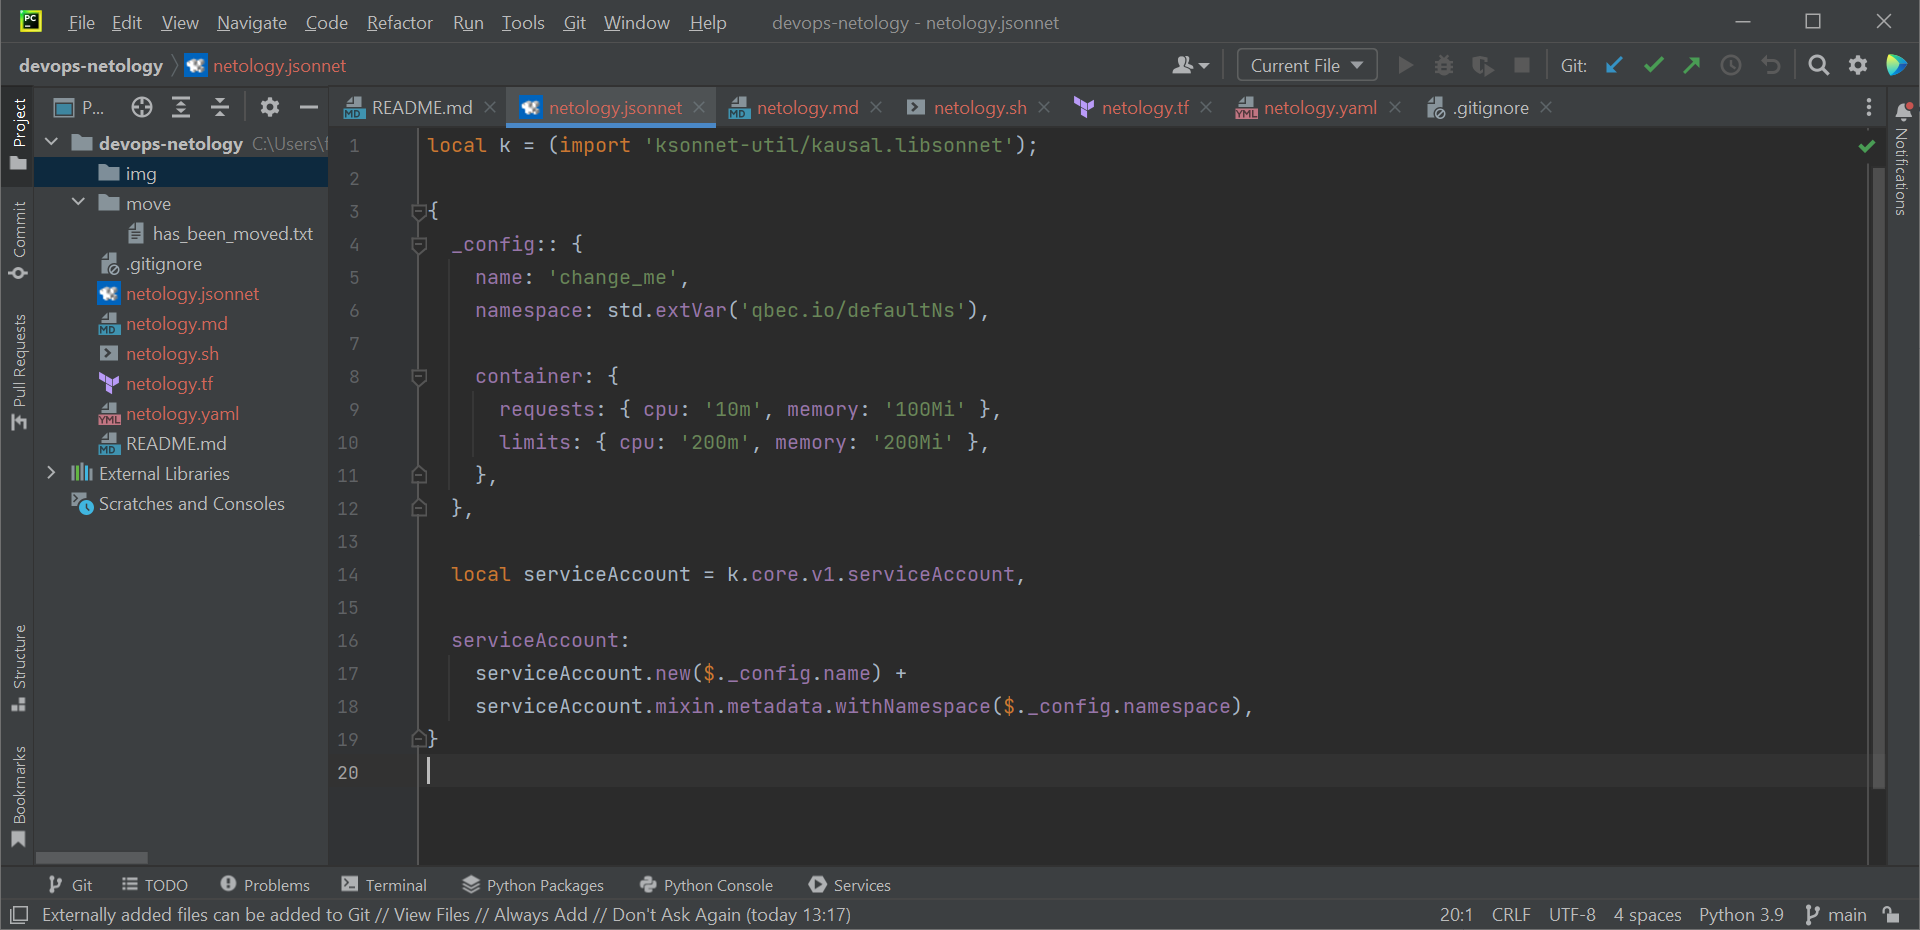 PC File Edit View Navigate Code Refactor Run Tools Git Window Help devops-netology - netology.jsonnet
devops-netology netology.jsonnet Current File Git:
Project
Commit
Pull Requests
Structure
Bookmarks
P...
README.md netology.jsonnet netology.md netology.sh netology.tf netology.yaml .gitignore
devops-netology C:\Users\
img
move
has_been_moved.txt
.gitignore
netology.jsonnet
netology.md
netology.sh
netology.tf
netology.yaml
README.md
External Libraries
Scratches and Consoles
1 local k = (import 'ksonnet-util/kausal.libsonnet');
2
3 {
4 _config:: {
5 name: 'change_me',
6 namespace: std.extVar('qbec.io/defaultNs'),
7
8 container: {
9 requests: { cpu: '10m', memory: '100Mi' },
10 limits: { cpu: '200m', memory: '200Mi' },
11 },
12 },
13
14 local serviceAccount = k.core.v1.serviceAccount,
15
16 serviceAccount:
17 serviceAccount.new($._config.name) +
18 serviceAccount.mixin.metadata.withNamespace($._config.namespace),
19 }
20
Notifications
Git TODO Problems Terminal Python Packages Python Console Services
Externally added files can be added to Git // View Files // Always Add // Don't Ask Again (today 13:17) 20:1 CRLF UTF-8 4 spaces Python 3.9 main